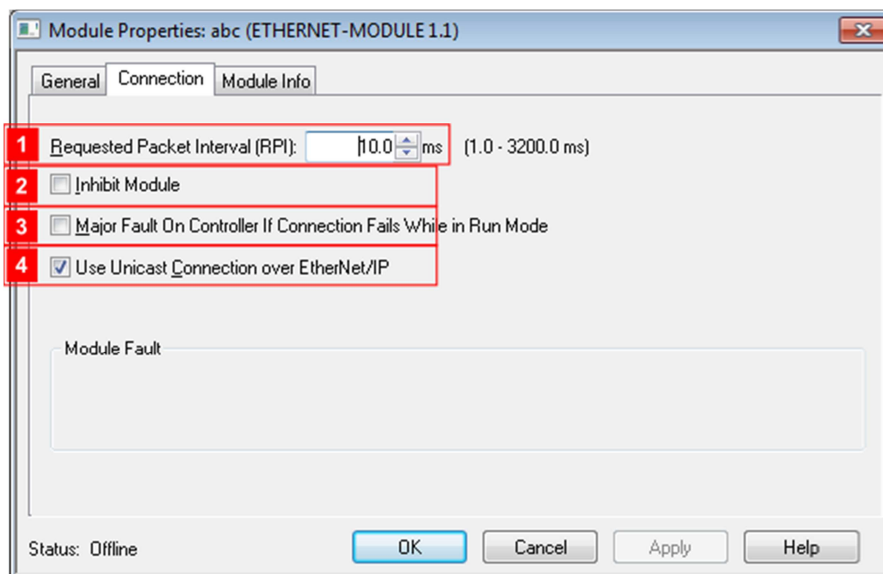 Module Properties: abc (ETHERNET-MODULE 1.1)
General Connection Module Info
1 Requested Packet Interval (RPI): 10.0 ms (1.0 - 3200.0 ms)
2 Inhibit Module
3 Major Fault On Controller If Connection Fails While in Run Mode
4 Use Unicast Connection over EtherNet/IP
Module Fault
Status: Offline OK Cancel Apply Help